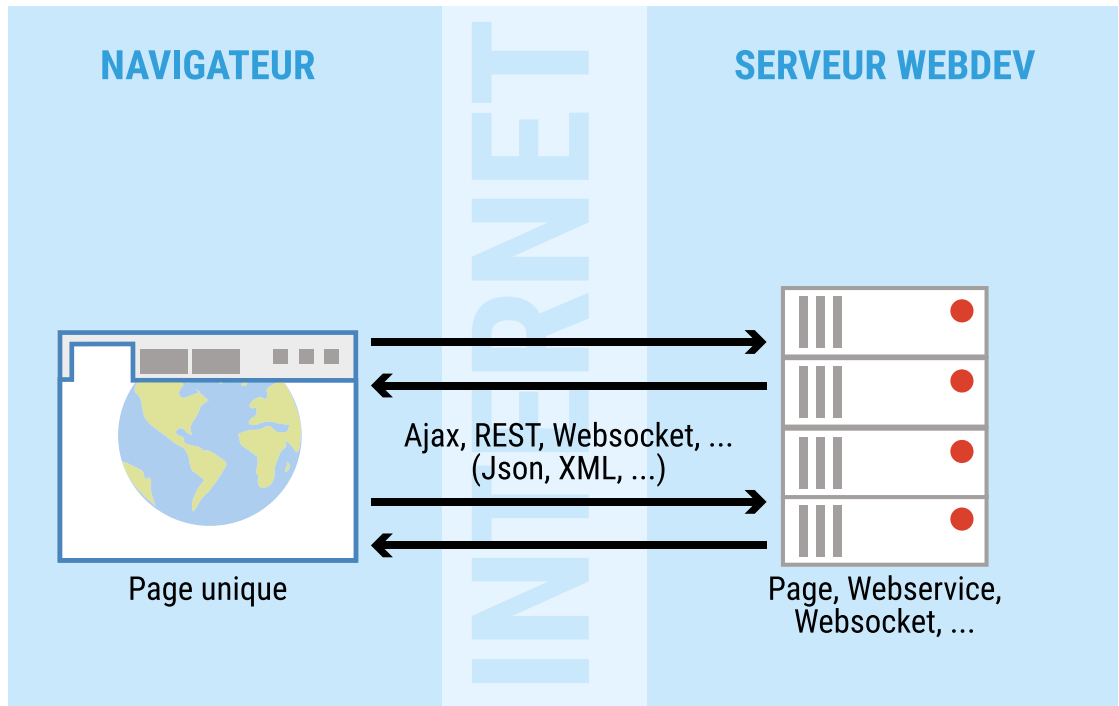 NAVIGATEUR
SERVEUR WEBDEV
INTERNET
Ajax, REST, Websocket, ...
(Json, XML, ...)
Page unique
Page, Webservice,
Websocket, ...